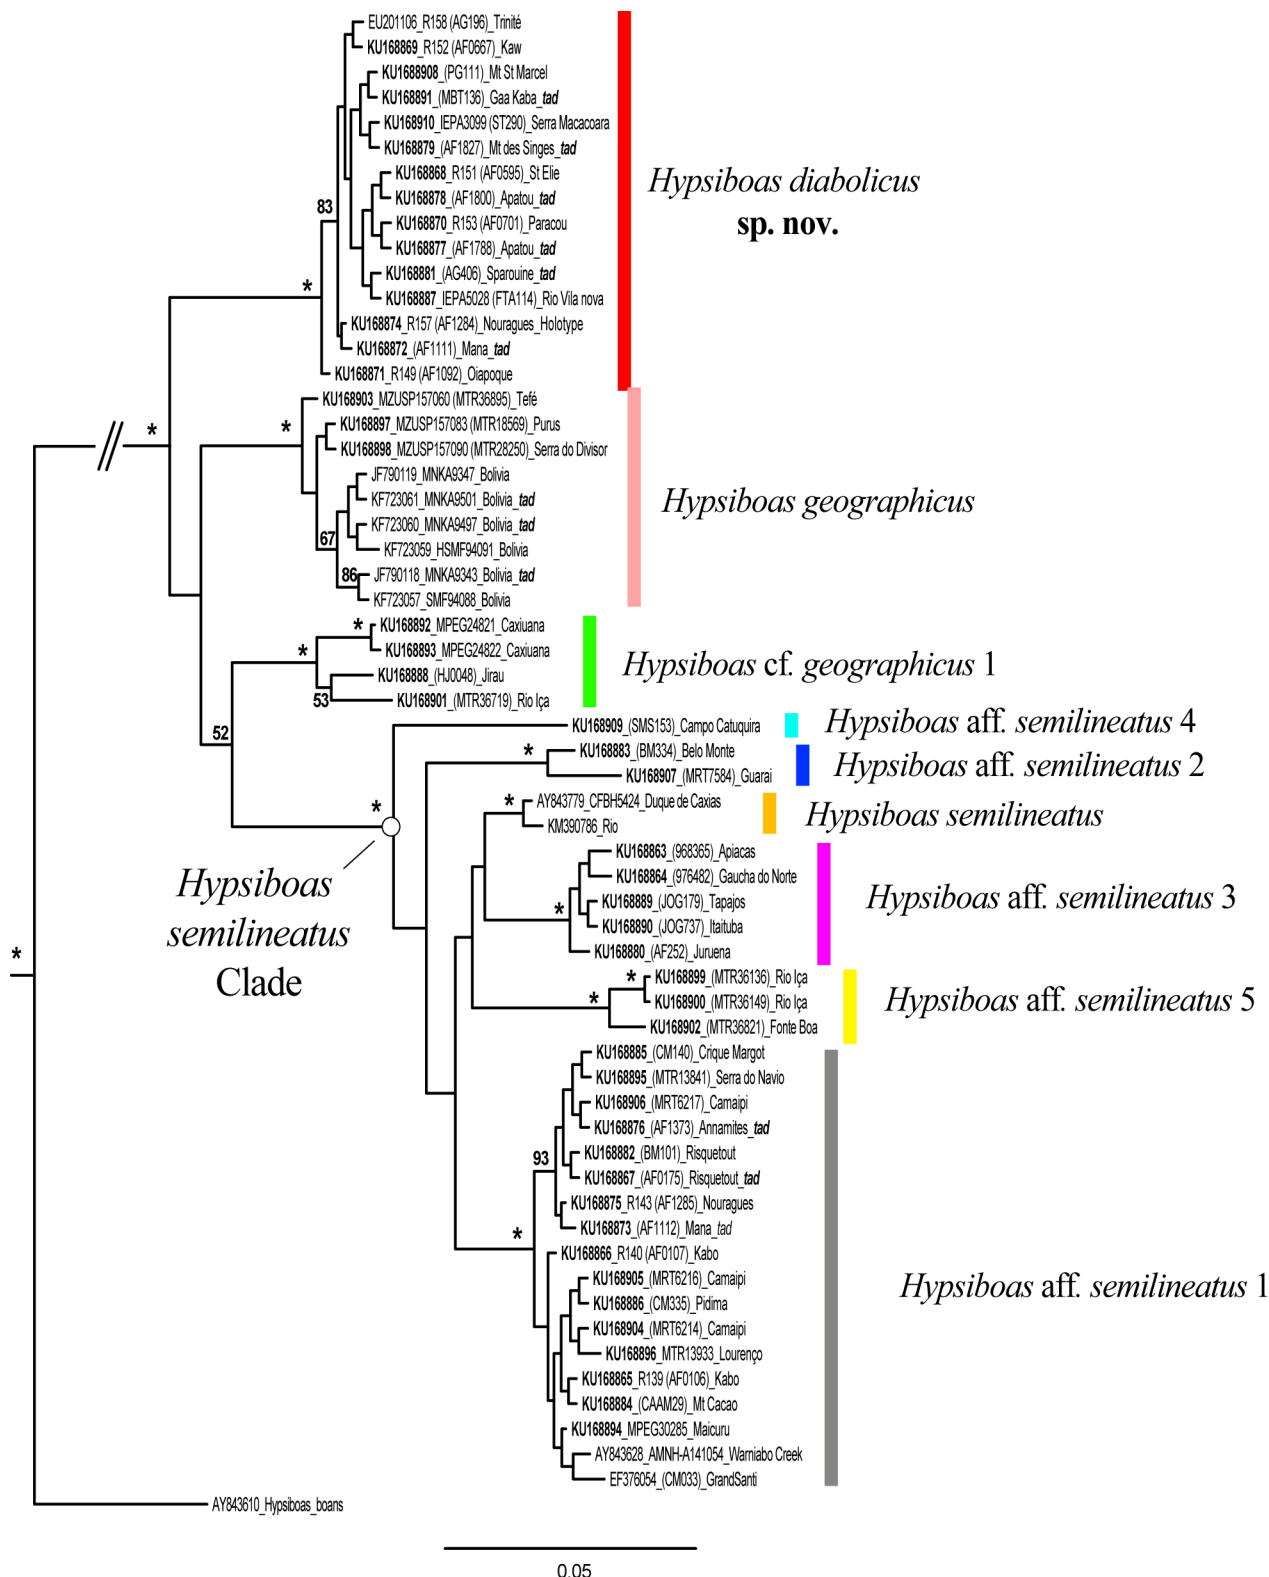 EU201106_R158 (AG196)_Trinité
KU168869_R152 (AF0667)_Kaw
KU1688908_(PG111)_Mt St Marcel
KU168891_(MBT136)_Gaa Kaba_tad
KU168910_IEPA3099 (ST290)_Serra Macacoara
KU168879_(AF1827)_Mt des Singes_tad
KU168868_R151 (AF0595)_St Elie
KU168878_(AF1800)_Apatou_tad
83
KU168870_R153 (AF0701)_Paracou
KU168877_(AF1788)_Apatou_tad
KU168881_(AG406)_Sparouine_tad
*
KU168887_IEPA5028 (FTA114)_Rio Vila nova
KU168874_R157 (AF1284)_Nouragues_Holotype
KU168872_(AF1111)_Mana_tad
KU168871_R149 (AF1092)_Oiapoque
Hypsiboas diabolicus
sp. nov.
KU168903_MZUSP157060 (MTR36895)_Tefé
*
*
KU168897_MZUSP157083 (MTR18569)_Purus
KU168898_MZUSP157090 (MTR28250)_Serra do Divisor
JF790119_MNKA9347_Bolivia
KF723061_MNKA9501_Bolivia_tad
KF723060_MNKA9497_Bolivia_tad
67
KF723059_HSMF94091_Bolivia
86
JF790118_MNKA9343_Bolivia_tad
KF723057_SMF94088_Bolivia
Hypsiboas geographicus
*
KU168892_MPEG24821_Caxiuana
*
KU168893_MPEG24822_Caxiuana
KU168888_(HJ0048)_Jirau
53
KU168901_(MTR36719)_Rio Iça
Hypsiboas cf. geographicus 1
52
KU168909_(SMS153)_Campo Catuquira
Hypsiboas aff. semilineatus 4
*
KU168883_(BM334)_Belo Monte
KU168907_(MRT7584)_Guarai
Hypsiboas aff. semilineatus 2
*
*
AY843779_CFBH5424_Duque de Caxias
KM390786_Rio
Hypsiboas semilineatus
Hypsiboas
semilineatus
Clade
KU168863_(968365)_Apiacas
KU168864_(976482)_Gaucha do Norte
KU168889_(JOG179)_Tapajos
*
KU168890_(JOG737)_Itaituba
KU168880_(AF252)_Juruena
Hypsiboas aff. semilineatus 3
*
*
KU168899_(MTR36136)_Rio Iça
*
KU168900_(MTR36149)_Rio Iça
KU168902_(MTR36821)_Fonte Boa
Hypsiboas aff. semilineatus 5
KU168885_(CM140)_Crique Margot
KU168895_(MTR13841)_Serra do Navio
KU168906_(MRT6217)_Camaipi
KU168876_(AF1373)_Annamites_tad
93
KU168882_(BM101)_Risquetout
KU168867_(AF0175)_Risquetout_tad
KU168875_R143 (AF1285)_Nouragues
*
KU168873_(AF1112)_Mana_tad
KU168866_R140 (AF0107)_Kabo
KU168905_(MRT6216)_Camaipi
KU168886_(CM335)_Pidima
KU168904_(MRT6214)_Camaipi
KU168896_MTR13933_Lourenço
KU168865_R139 (AF0106)_Kabo
KU168884_(CAAM29)_Mt Cacao
KU168894_MPEG30285_Maicuru
AY843628_AMNH-A141054_Warniabo Creek
EF376054_(CM033)_GrandSanti
Hypsiboas aff. semilineatus 1
AY843610_Hypsiboas_boans
0.05